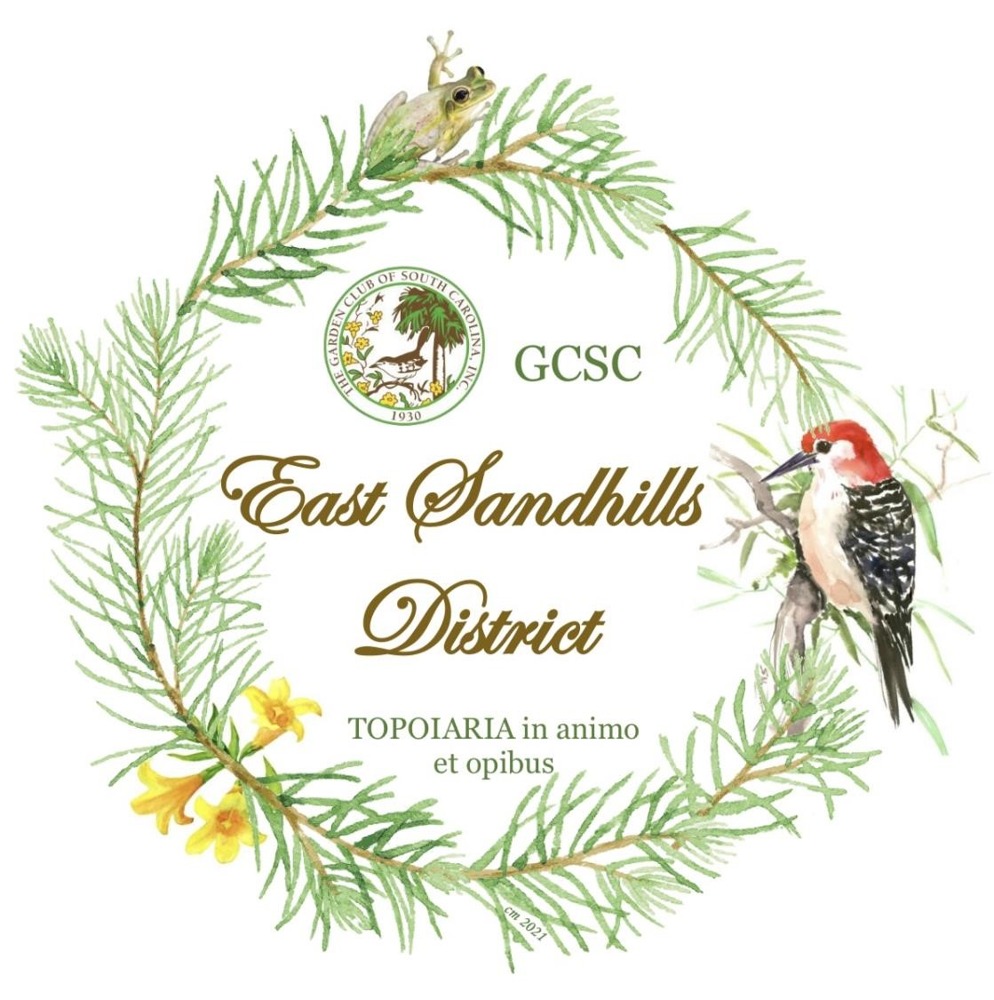 THE GARDEN CLUB OF SOUTH CAROLINA, INC.
1930
GCSC
East Sandhills
District
TOPOIARIA in animo
et opibus
cm 2021